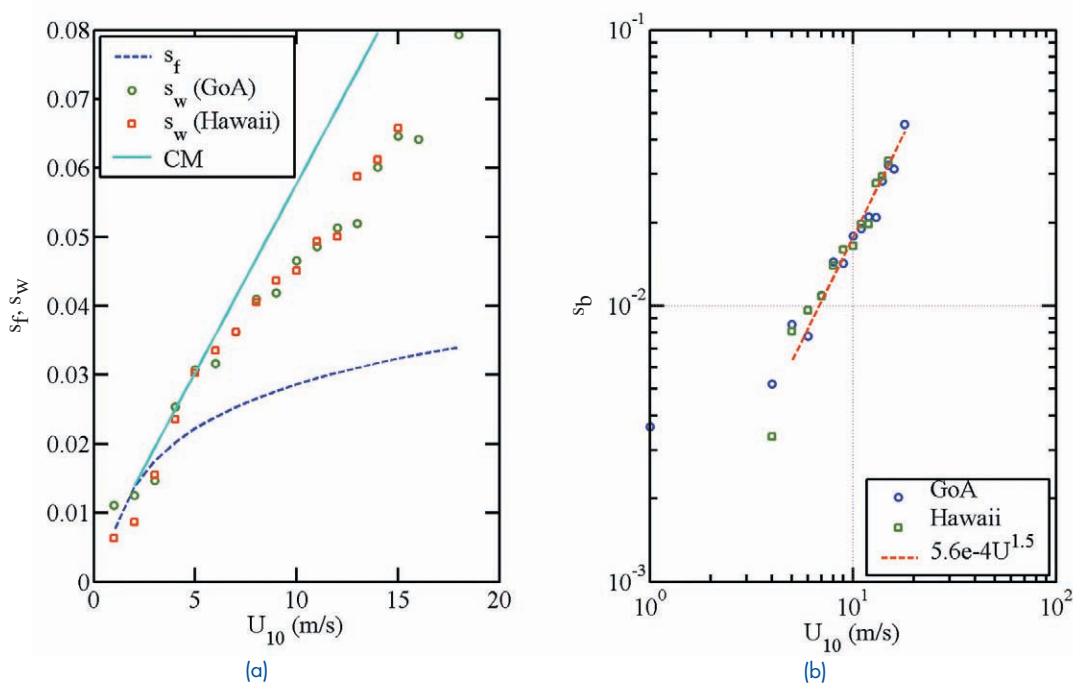 0.08
0.07
0.06
0.05
0.04
0.03
0.02
0.01
0
s_f, s_w
s_f
s_w (GoA)
s_w (Hawaii)
CM
0 5 10 15 20
U_10 (m/s)
(a)
10^-1
10^-2
10^-3
s_b
GoA
Hawaii
5.6e-4U^1.5
10^0 10^1 10^2
U_10 (m/s)
(b)